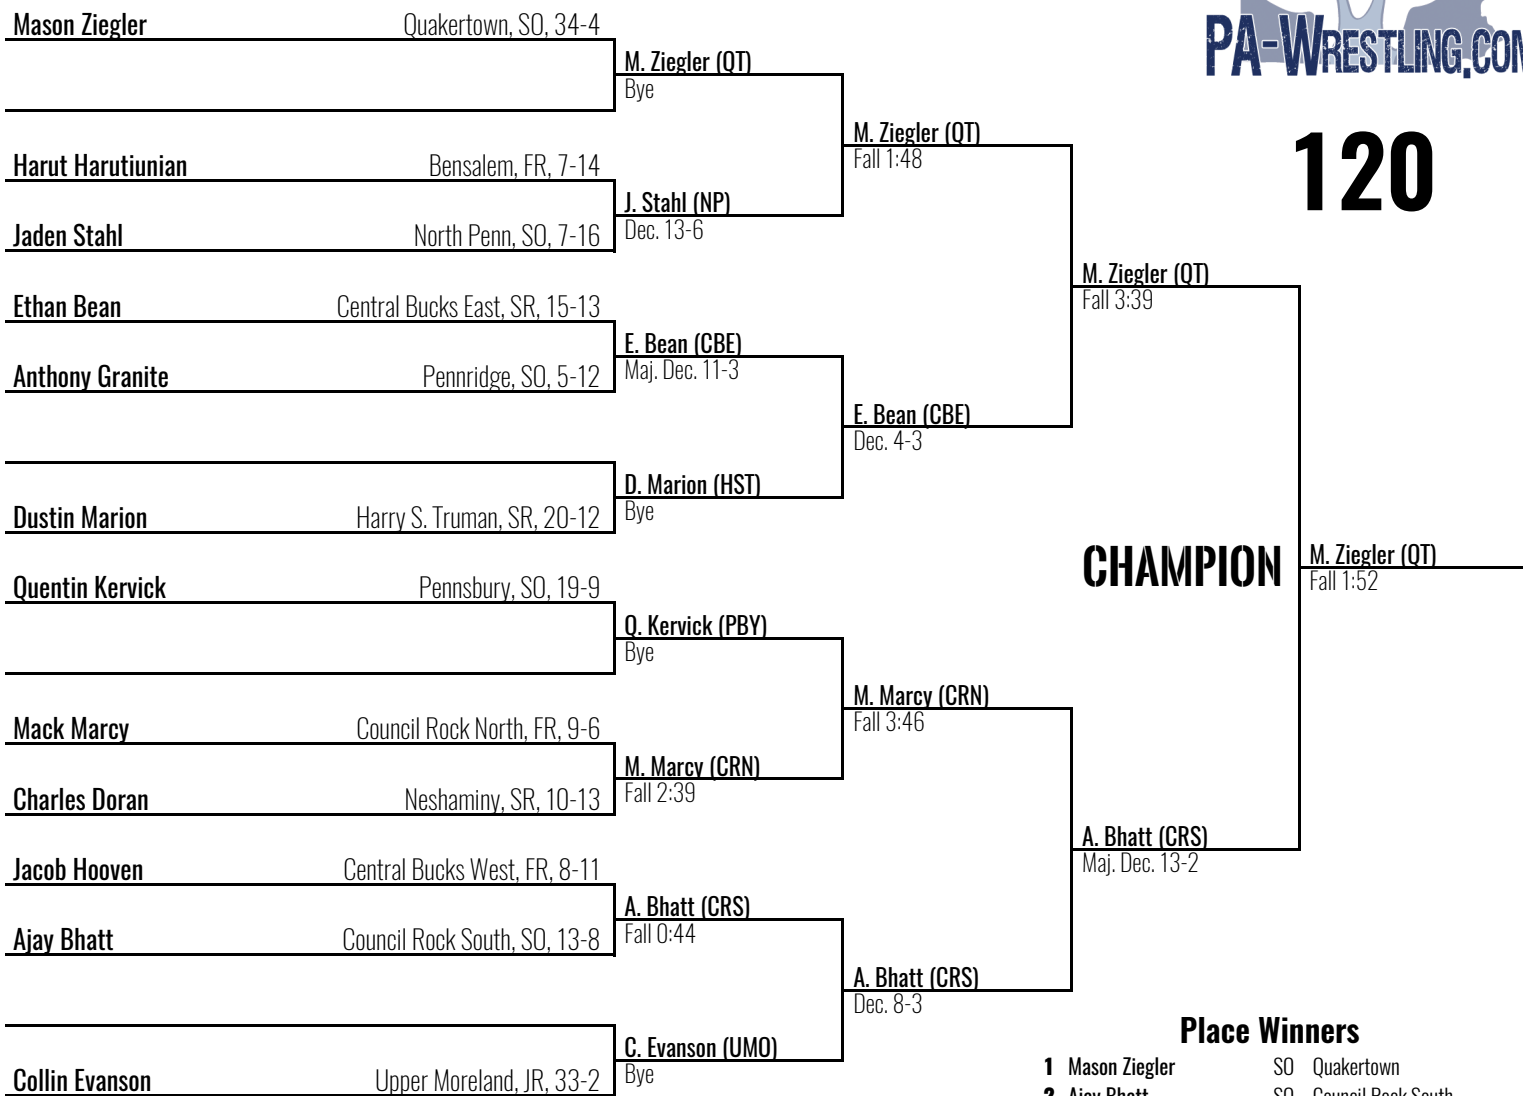 Mason Ziegler Quakertown, SO, 34-4
M. Ziegler (QT)
Bye
Harut Harutiunian Bensalem, FR, 7-14
J. Stahl (NP)
Dec. 13-6
Jaden Stahl North Penn, SO, 7-16
M. Ziegler (QT)
Fall 1:48
Ethan Bean Central Bucks East, SR, 15-13
E. Bean (CBE)
Maj. Dec. 11-3
Anthony Granite Pennridge, SO, 5-12
E. Bean (CBE)
Dec. 4-3
D. Marion (HST)
Bye
Dustin Marion Harry S. Truman, SR, 20-12
M. Ziegler (QT)
Fall 3:39
Quentin Kervick Pennsbury, SO, 19-9
Q. Kervick (PBY)
Bye
Mack Marcy Council Rock North, FR, 9-6
M. Marcy (CRN)
Fall 2:39
Charles Doran Neshaminy, SR, 10-13
M. Marcy (CRN)
Fall 3:46
Jacob Hooven Central Bucks West, FR, 8-11
A. Bhatt (CRS)
Fall 0:44
Ajay Bhatt Council Rock South, SO, 13-8
A. Bhatt (CRS)
Dec. 8-3
C. Evanson (UMO)
Bye
Collin Evanson Upper Moreland, JR, 33-2
A. Bhatt (CRS)
Maj. Dec. 13-2
CHAMPION
M. Ziegler (QT)
Fall 1:52
PA-WRESTLING.COM
120
Place Winners
1 Mason Ziegler SO Quakertown
2 Ajay Bhatt SO Council Rock South